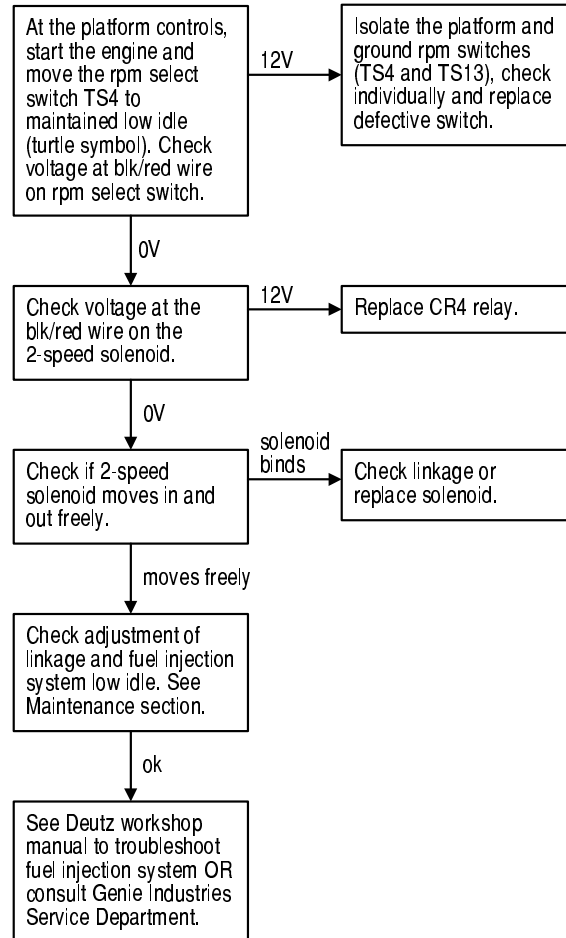 At the platform controls,
start the engine and
move the rpm select
switch TS4 to
maintained low idle
(turtle symbol). Check
voltage at blk/red wire
on rpm select switch.
12V
Isolate the platform and
ground rpm switches
(TS4 and TS13), check
individually and replace
defective switch.
0V
Check voltage at the
blk/red wire on the
2-speed solenoid.
12V
Replace CR4 relay.
0V
Check if 2-speed
solenoid moves in and
out freely.
solenoid
binds
Check linkage or
replace solenoid.
moves freely
Check adjustment of
linkage and fuel injection
system low idle. See
Maintenance section.
ok
See Deutz workshop
manual to troubleshoot
fuel injection system OR
consult Genie Industries
Service Department.